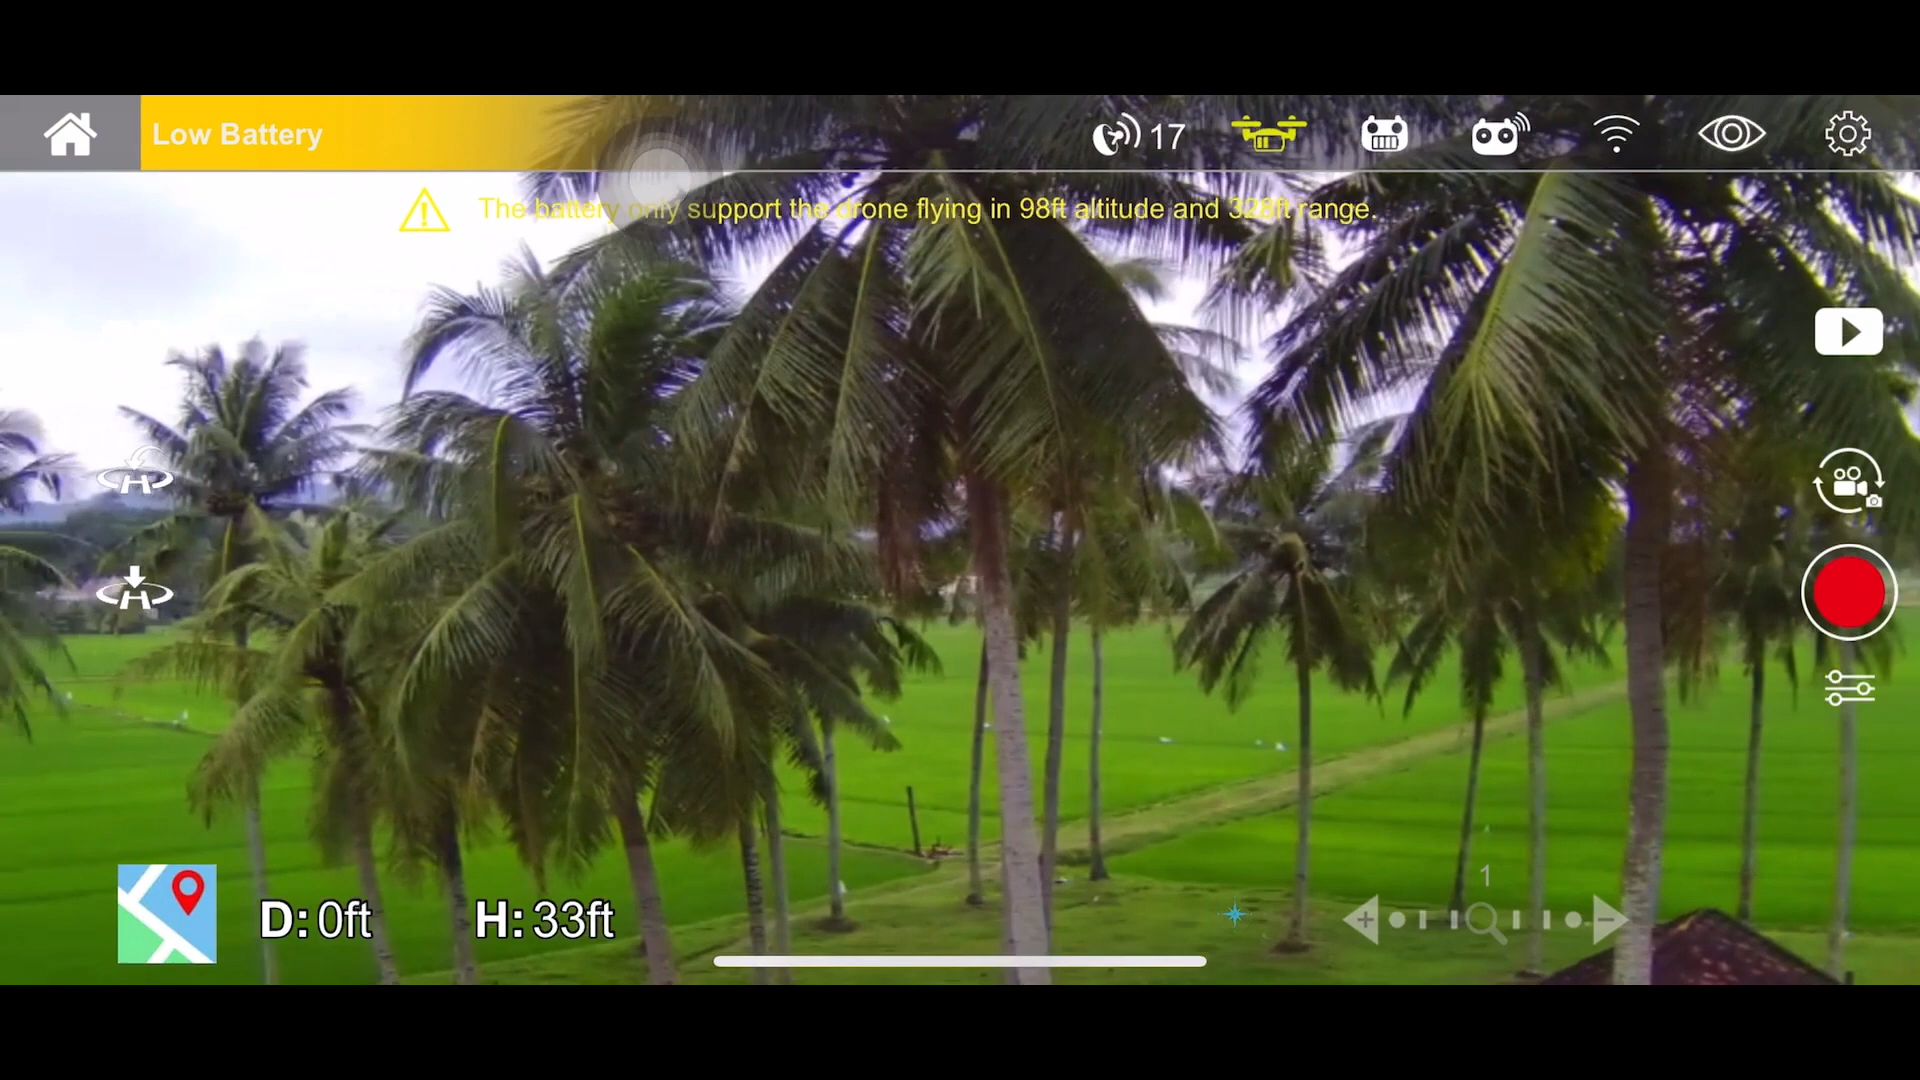 Low Battery
17
The battery only support the drone flying in 98ft altitude and 328ft range.
1
D: 0ft
H: 33ft